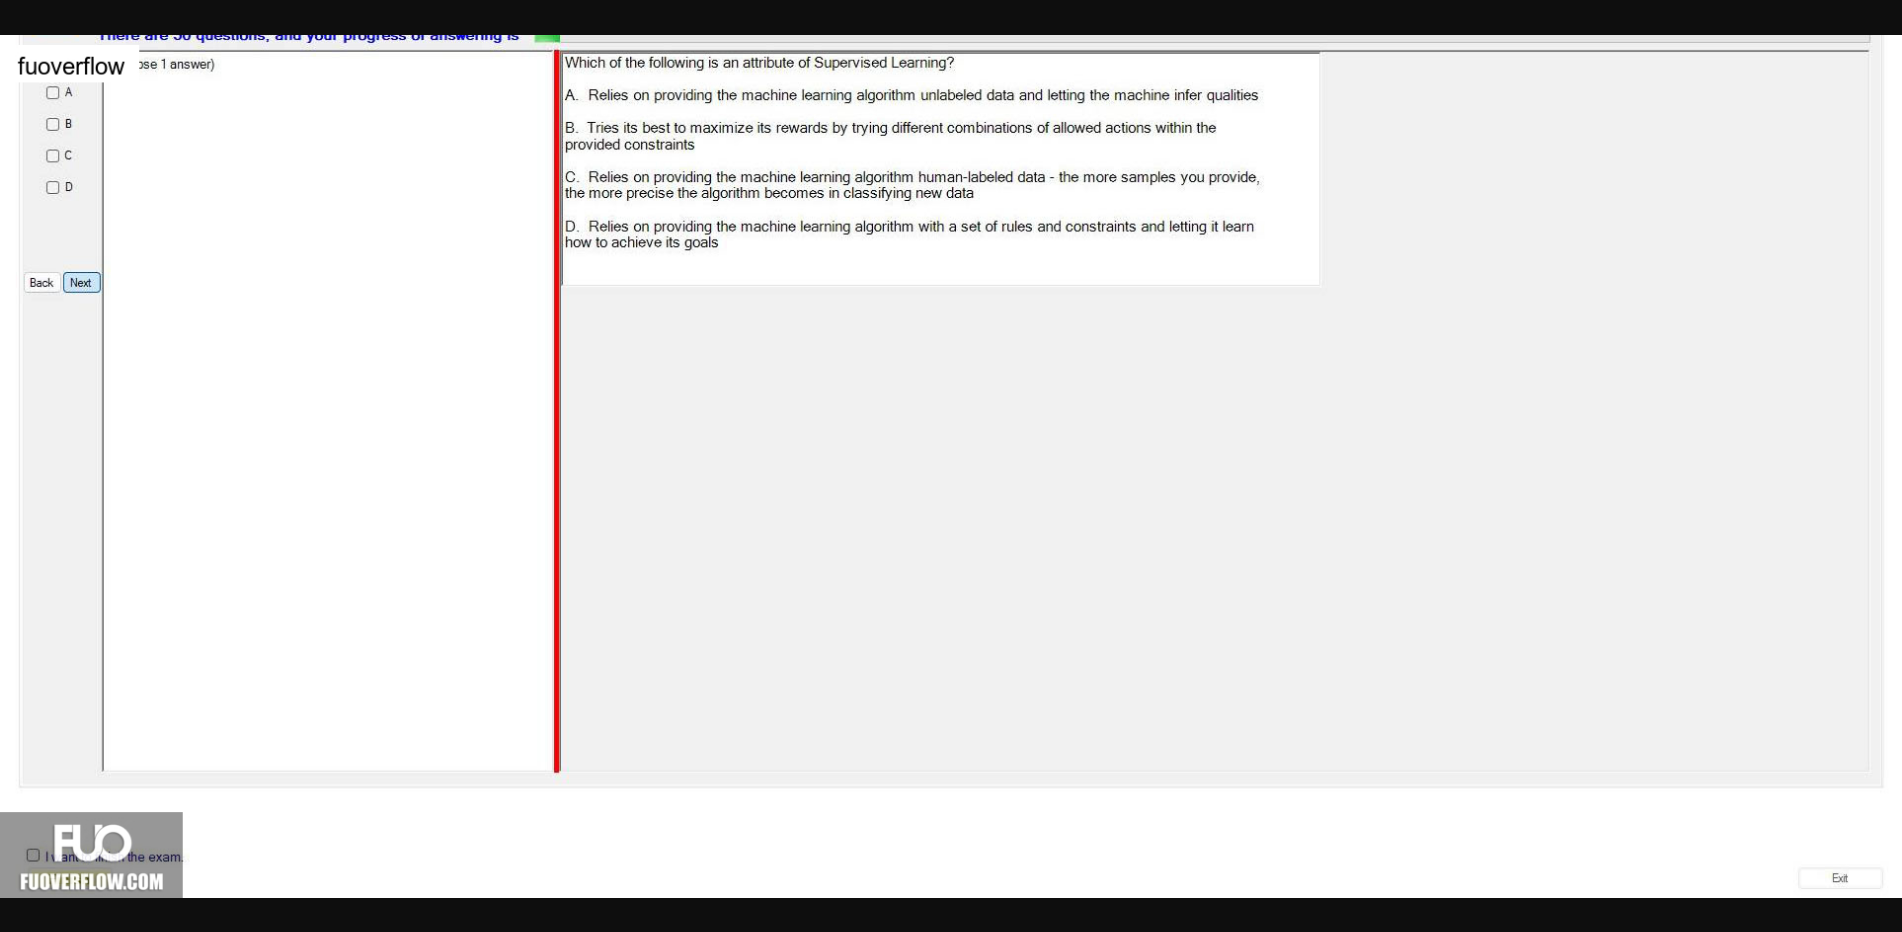 There are 50 questions, and your progress of answering is
fuoverflow
ose 1 answer)
A
B
C
D
Back
Next
Which of the following is an attribute of Supervised Learning?
A. Relies on providing the machine learning algorithm unlabeled data and letting the machine infer qualities
B. Tries its best to maximize its rewards by trying different combinations of allowed actions within the
provided constraints
C. Relies on providing the machine learning algorithm human-labeled data - the more samples you provide,
the more precise the algorithm becomes in classifying new data
D. Relies on providing the machine learning algorithm with a set of rules and constraints and letting it learn
how to achieve its goals
FUO
I want the exam.
FUOVERFLOW.COM
Exit